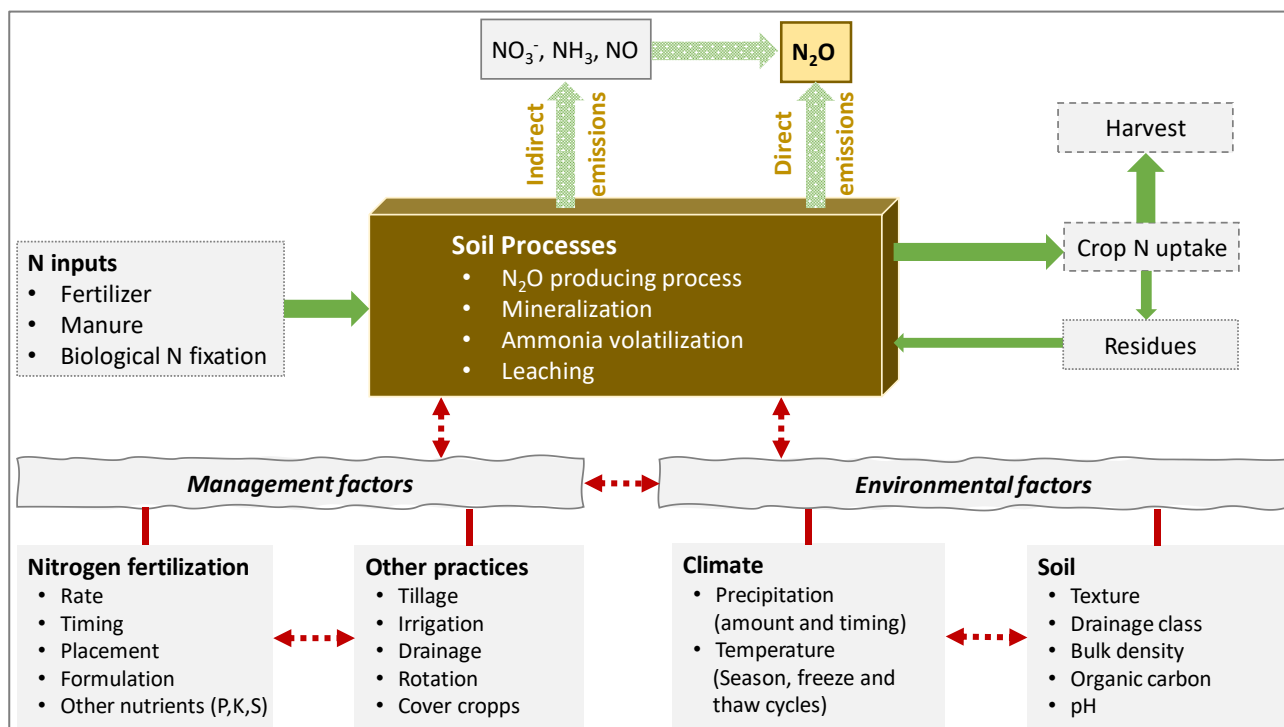 NO₃⁻, NH₃, NO
N₂O
Indirect
emissions
Direct
emissions
Harvest
Crop N uptake
Residues
N inputs
• Fertilizer
• Manure
• Biological N fixation
Soil Processes
• N₂O producing process
• Mineralization
• Ammonia volatilization
• Leaching
Management factors
Environmental factors
Nitrogen fertilization
• Rate
• Timing
• Placement
• Formulation
• Other nutrients (P,K,S)
Other practices
• Tillage
• Irrigation
• Drainage
• Rotation
• Cover cropps
Climate
• Precipitation
(amount and timing)
• Temperature
(Season, freeze and
thaw cycles)
Soil
• Texture
• Drainage class
• Bulk density
• Organic carbon
• pH